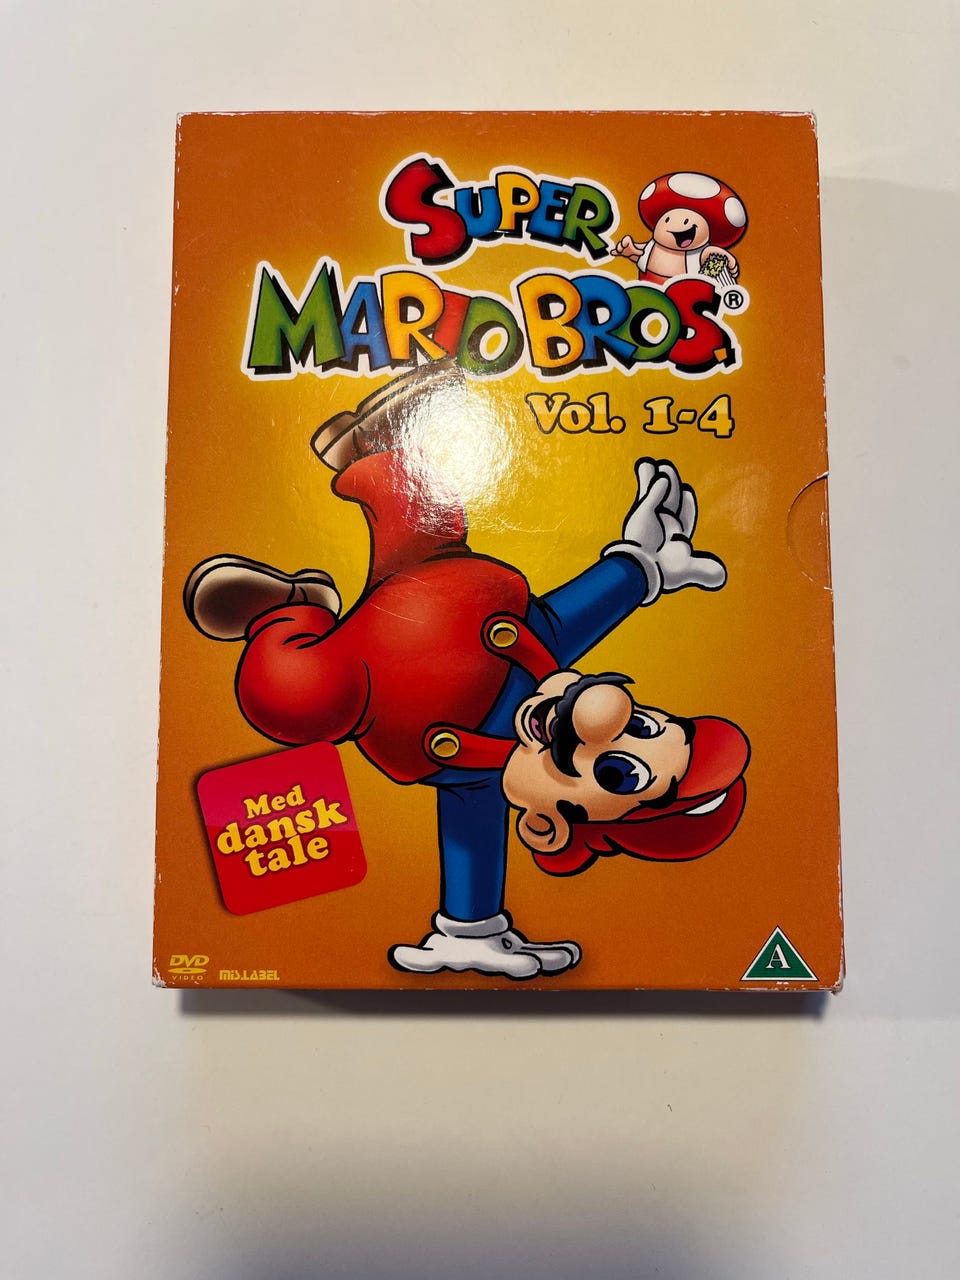 SUPER
MARIO BROS.®
Vol. 1-4
Med
dansk
tale
DVD
VIDEO
MIS.LABEL
A